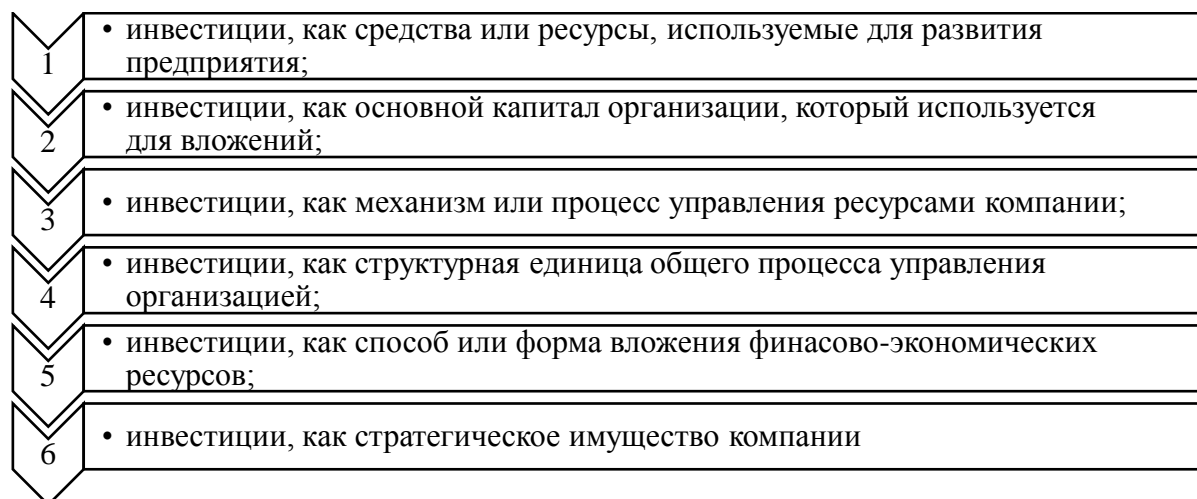 1
• инвестиции, как средства или ресурсы, используемые для развития
предприятия;
2
• инвестиции, как основной капитал организации, который используется
для вложений;
3
• инвестиции, как механизм или процесс управления ресурсами компании;
4
• инвестиции, как структурная единица общего процесса управления
организацией;
5
• инвестиции, как способ или форма вложения финасово-экономических
ресурсов;
6
• инвестиции, как стратегическое имущество компании